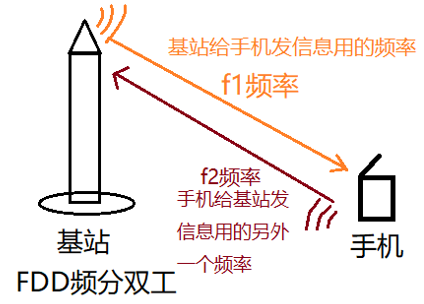 基站给手机发信息用的频率
f1频率
f2频率
手机给基站发
信息用的另外
一个频率
基站
手机
FDD频分双工